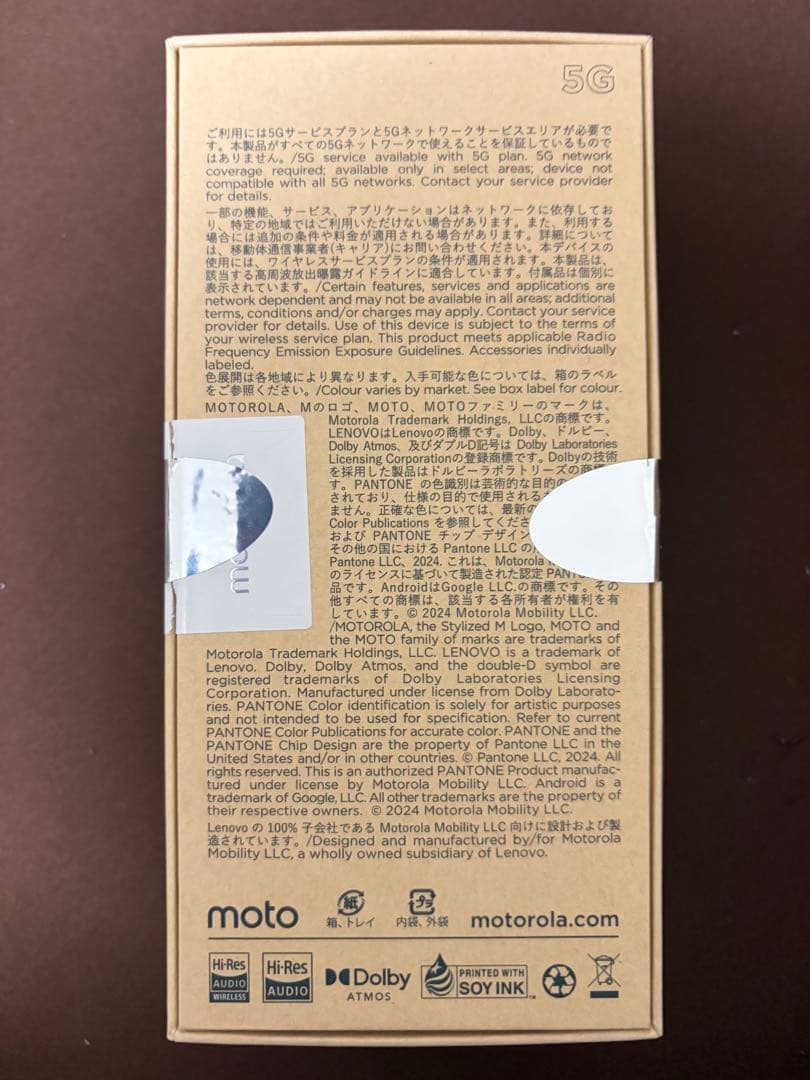 5G
ご利用には5Gサービスプランと5Gネットワークサービスエリアが必要で
す。本製品がすべての5Gネットワークで使えることを保証しているもので
はありません。/5G service available with 5G plan. 5G network
coverage required; available only in select areas; device not
compatible with all 5G networks. Contact your service provider
for details.
一部の機能、サービス、アプリケーションはネットワークに依存してお
り、特定の地域ではご利用いただけない場合があります。また、利用する
場合には追加の条件や料金が適用される場合があります。詳細について
は、移動体通信事業者(キャリア)にお問い合わせください。本デバイスの
使用には、ワイヤレスサービスプランの条件が適用されます。本製品は、
該当する高周波放出曝露ガイドラインに適合しています。付属品は個別に
表示されています。/Certain features, services and applications are
network dependent and may not be available in all areas; additional
terms, conditions and/or charges may apply. Contact your service
provider for details. Use of this device is subject to the terms of
your wireless service plan. This product meets applicable Radio
Frequency Emission Exposure Guidelines. Accessories individually
labeled.
色展開は各地域により異なります。入手可能な色については、箱のラベル
をご参照ください。/Colour varies by market. See box label for colour.
MOTOROLA、Mのロゴ、MOTO、MOTOファミリーのマークは、
Motorola Trademark Holdings, LLCの商標です。
LENOVOはLenovoの商標です。Dolby、ドルビー、
Dolby Atmos、及びダブルD記号は Dolby Laboratories
Licensing Corporationの登録商標です。Dolbyの技術
を採用した製品はドルビーラボラトリーズの商標
す。PANTONE の色識別は芸術的な目的の
されており、仕様の目的で使用される
ません。正確な色については、最新の
Color Publications を参照してくださ
および PANTONE チップ デザイン
その他の国における Pantone LLC の
Pantone LLC、2024. これは、Motorola
のライセンスに基づいて製造された認定 PANT
品です。AndroidはGoogle LLC.の商標です。その
他すべての商標は、該当する各所有者が権利を有
しています。© 2024 Motorola Mobility LLC.
/MOTOROLA, the Stylized M Logo, MOTO and
the MOTO family of marks are trademarks of
Motorola Trademark Holdings, LLC. LENOVO is a trademark of
Lenovo. Dolby, Dolby Atmos, and the double-D symbol are
registered trademarks of Dolby Laboratories Licensing
Corporation. Manufactured under license from Dolby Laborato-
ries. PANTONE Color identification is solely for artistic purposes
and not intended to be used for specification. Refer to current
PANTONE Color Publications for accurate color. PANTONE and the
PANTONE Chip Design are the property of Pantone LLC in the
United States and/or in other countries. © Pantone LLC, 2024. All
rights reserved. This is an authorized PANTONE Product manufac-
tured under license by Motorola Mobility LLC. Android is a
trademark of Google, LLC. All other trademarks are the property of
their respective owners. © 2024 Motorola Mobility LLC.
Lenovo の 100% 子会社である Motorola Mobility LLC 向けに設計および製
造されています。/Designed and manufactured by/for Motorola
Mobility LLC, a wholly owned subsidiary of Lenovo.
moto
紙
箱、トレイ
プラ
内袋、外袋
motorola.com
Hi-Res
AUDIO
WIRELESS
Hi-Res
AUDIO
Dolby
ATMOS
PRINTED WITH
SOY INK™